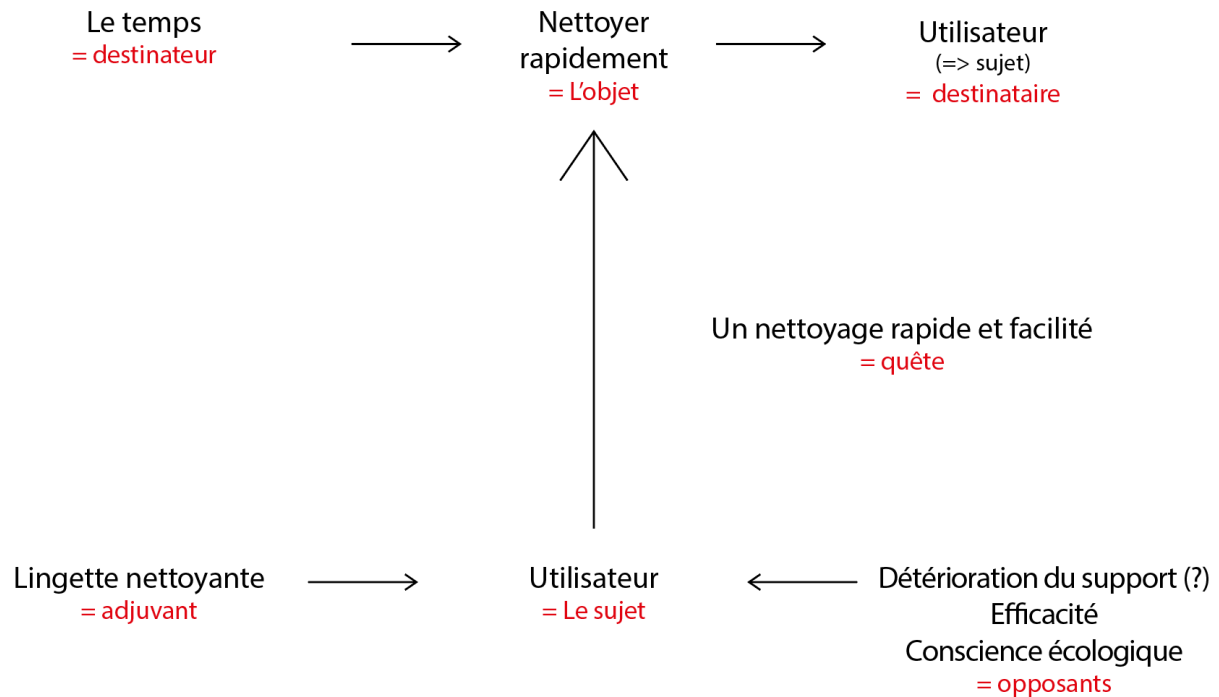 Le temps
= destinateur
Nettoyer
rapidement
= L'objet
Utilisateur
(=> sujet)
= destinataire
Un nettoyage rapide et facilité
= quête
Lingette nettoyante
= adjuvant
Utilisateur
= Le sujet
Détérioration du support (?)
Efficacité
Conscience écologique
= opposants